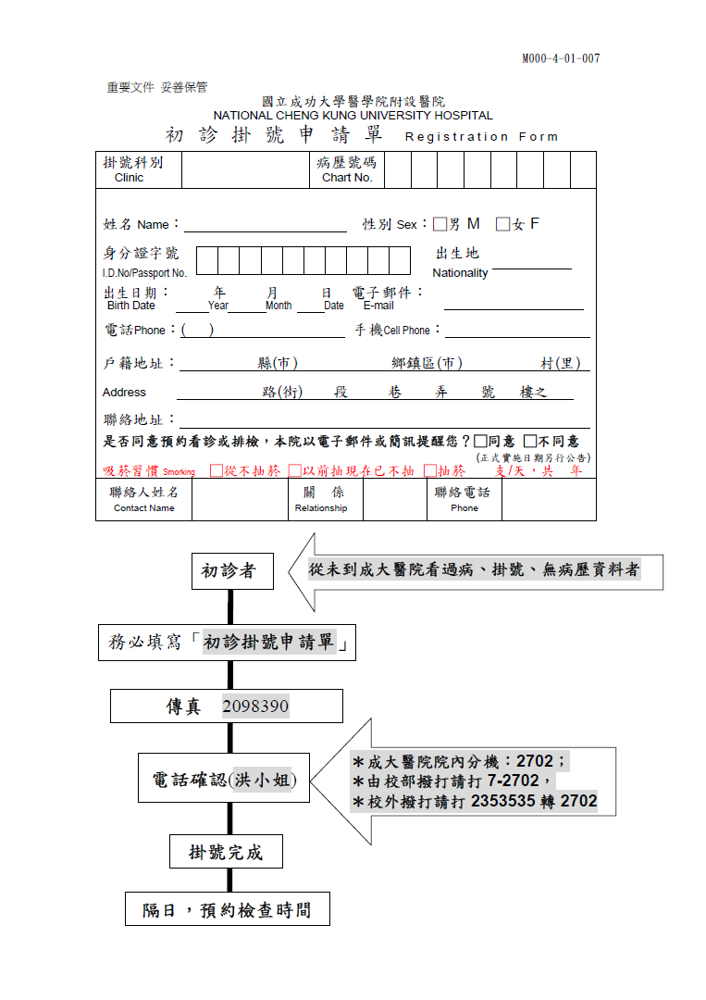 M000-4-01-007
重要文件 妥善保管
國立成功大學醫學院附設醫院
NATIONAL CHENG KUNG UNIVERSITY HOSPITAL
初診掛號申請單 Registration Form
掛號科別 病歷號碼
Clinic Chart No.
姓名 Name： 性別 Sex：□男 M □女 F
身分證字號 出生地
I.D.No/Passport No. Nationality
出生日期： 年 月 日 電子郵件：
Birth Date Year Month Date E-mail
電話Phone：( ) 手機Cell Phone：
戶籍地址： 縣(市) 鄉鎮區(市) 村(里)
Address 路(街) 段 巷 弄 號 樓之
聯絡地址：
是否同意預約看診或排檢，本院以電子郵件或簡訊提醒您？□同意 □不同意
(正式實施日期另行公告)
吸菸習慣 Smorking □從不抽菸 □以前抽現在已不抽 □抽菸 支/天，共 年
聯絡人姓名 關 係 聯絡電話
Contact Name Relationship Phone
初診者
從未到成大醫院看過病、掛號、無病歷資料者
務必填寫「初診掛號申請單」
傳真 2098390
電話確認(洪小姐)
＊成大醫院院內分機：2702；
＊由校部撥打請打 7-2702，
＊校外撥打請打 2353535 轉 2702
掛號完成
隔日，預約檢查時間